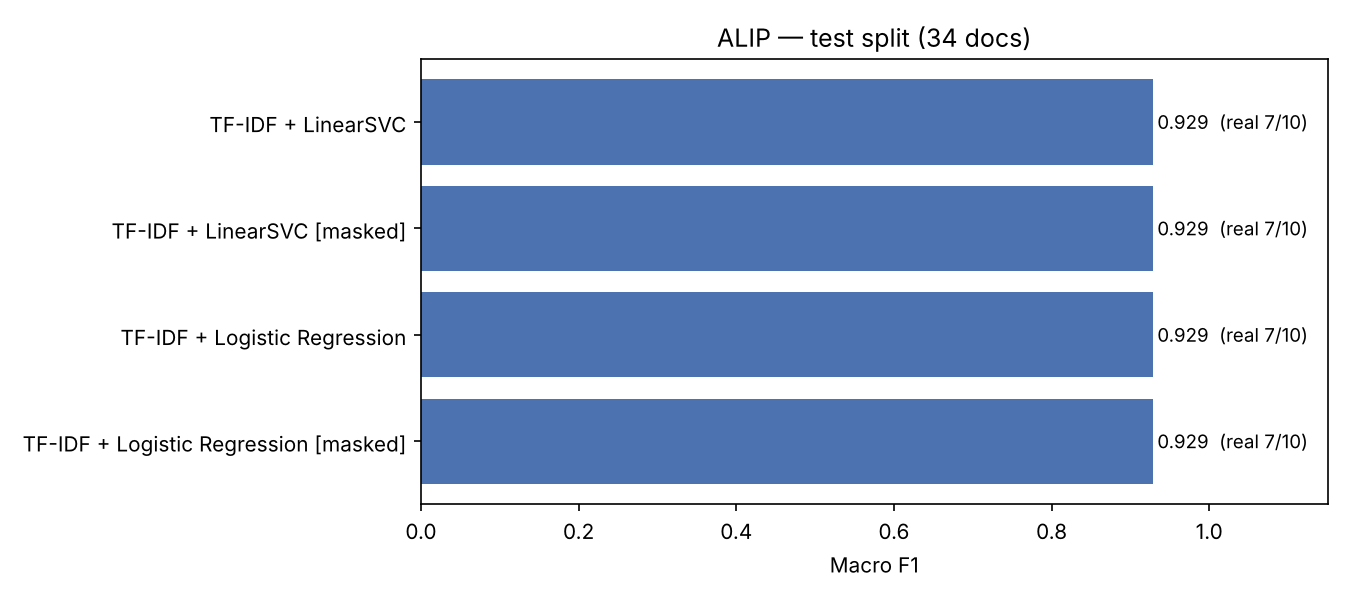 ALIP — test split (34 docs)
TF-IDF + LinearSVC
0.929 (real 7/10)
TF-IDF + LinearSVC [masked]
0.929 (real 7/10)
TF-IDF + Logistic Regression
0.929 (real 7/10)
TF-IDF + Logistic Regression [masked]
0.929 (real 7/10)
0.0 0.2 0.4 0.6 0.8 1.0
Macro F1